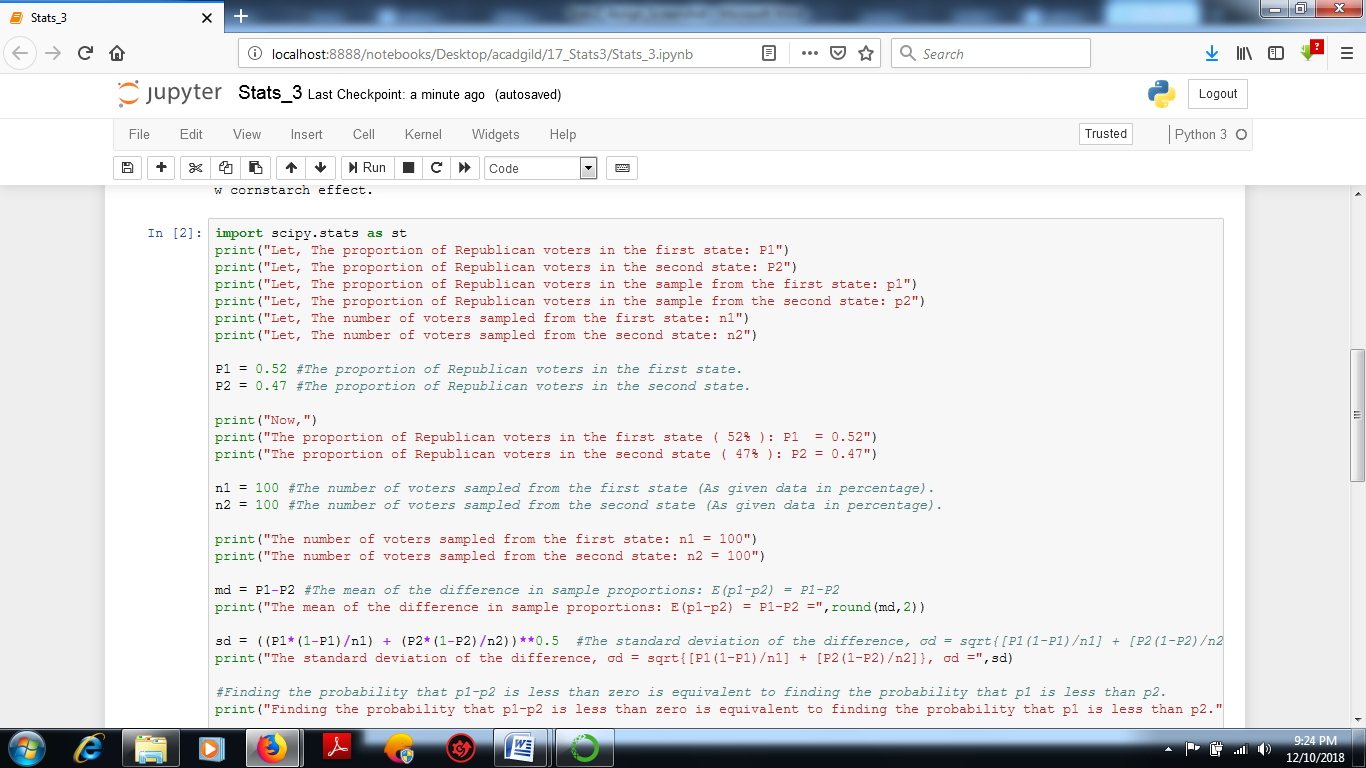 Stats_3
localhost:8888/notebooks/Desktop/acadgild/17_Stats3/Stats_3.ipynb
Search
jupyter Stats_3 Last Checkpoint: a minute ago (autosaved)
Logout
File Edit View Insert Cell Kernel Widgets Help
Trusted
Python 3
Run
Code
w cornstarch effect.
In [2]:
import scipy.stats as st
print("Let, The proportion of Republican voters in the first state: P1")
print("Let, The proportion of Republican voters in the second state: P2")
print("Let, The proportion of Republican voters in the sample from the first state: p1")
print("Let, The proportion of Republican voters in the sample from the second state: p2")
print("Let, The number of voters sampled from the first state: n1")
print("Let, The number of voters sampled from the second state: n2")
P1 = 0.52 #The proportion of Republican voters in the first state.
P2 = 0.47 #The proportion of Republican voters in the second state.
print("Now,")
print("The proportion of Republican voters in the first state ( 52% ): P1  = 0.52")
print("The proportion of Republican voters in the second state ( 47% ): P2 = 0.47")
n1 = 100 #The number of voters sampled from the first state (As given data in percentage).
n2 = 100 #The number of voters sampled from the second state (As given data in percentage).
print("The number of voters sampled from the first state: n1 = 100")
print("The number of voters sampled from the second state: n2 = 100")
md = P1-P2 #The mean of the difference in sample proportions: E(p1-p2) = P1-P2
print("The mean of the difference in sample proportions: E(p1-p2) = P1-P2 =",round(md,2))
sd = ((P1*(1-P1)/n1) + (P2*(1-P2)/n2))**0.5  #The standard deviation of the difference, σd = sqrt{[P1(1-P1)/n1] + [P2(1-P2)/n2
print("The standard deviation of the difference, σd = sqrt{[P1(1-P1)/n1] + [P2(1-P2)/n2]}, σd =",sd)
#Finding the probability that p1-p2 is less than zero is equivalent to finding the probability that p1 is less than p2.
print("Finding the probability that p1-p2 is less than zero is equivalent to finding the probability that p1 is less than p2."
9:24 PM
12/10/2018